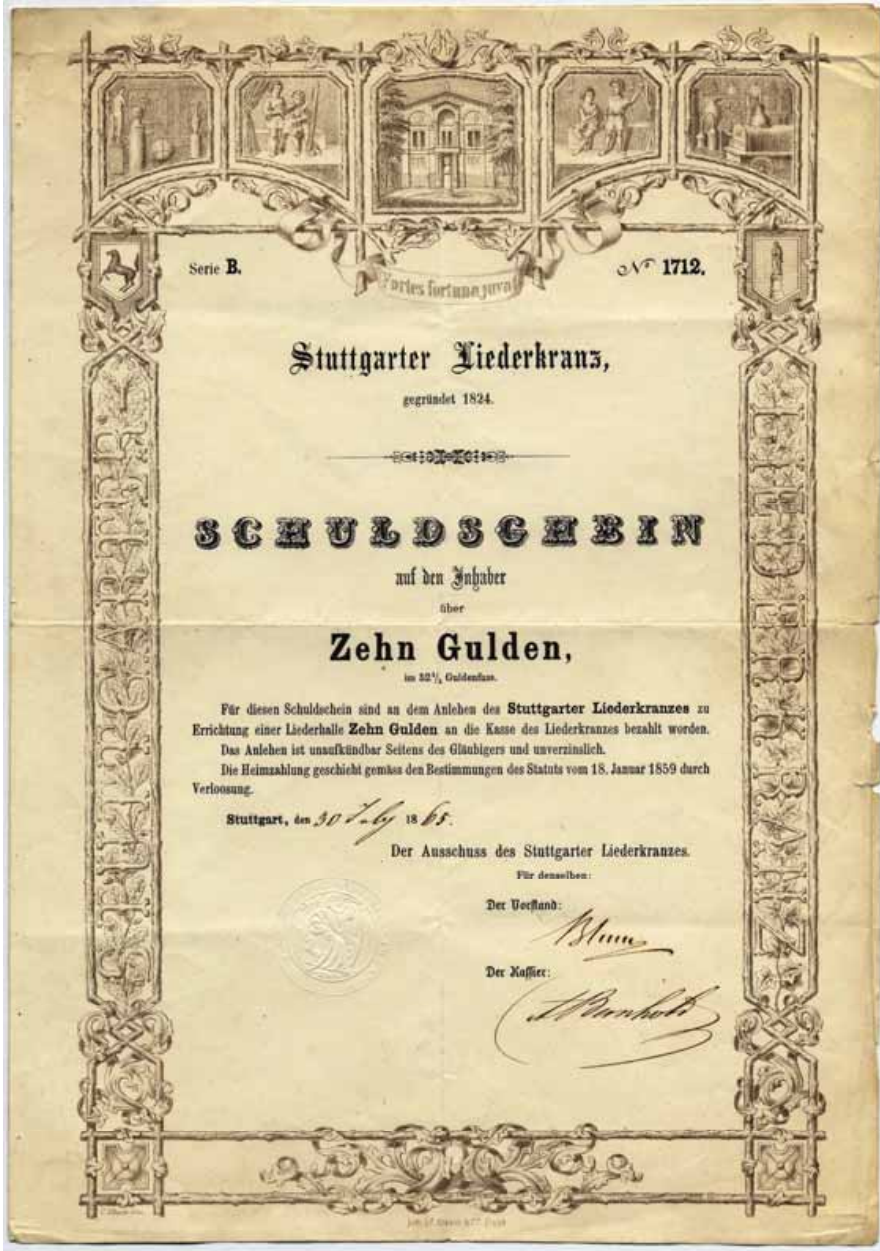 Serie B.
No 1712.
Fortes fortuna juvat
Stuttgarter Liederkranz,
gegründet 1824.
STUTTGARTER
LIEDERKRANZ
SCHULDSCHEIN
auf den Inhaber
über
Zehn Gulden,
im 52½ Guldenfuss.
Für diesen Schuldschein sind an dem Anlehen des Stuttgarter Liederkranzes zu
Errichtung einer Liederhalle Zehn Gulden an die Kasse des Liederkranzes bezahlt worden.
Das Anlehen ist unaufkündbar Seitens des Gläubigers und unverzinslich.
Die Heimzahlung geschieht gemäss den Bestimmungen des Statuts vom 18. Januar 1859 durch
Verloosung.
Stuttgart, den 30 July 1865.
Der Ausschuss des Stuttgarter Liederkranzes.
Für denselben:
Der Vorstand:
Blum
Der Kassier: